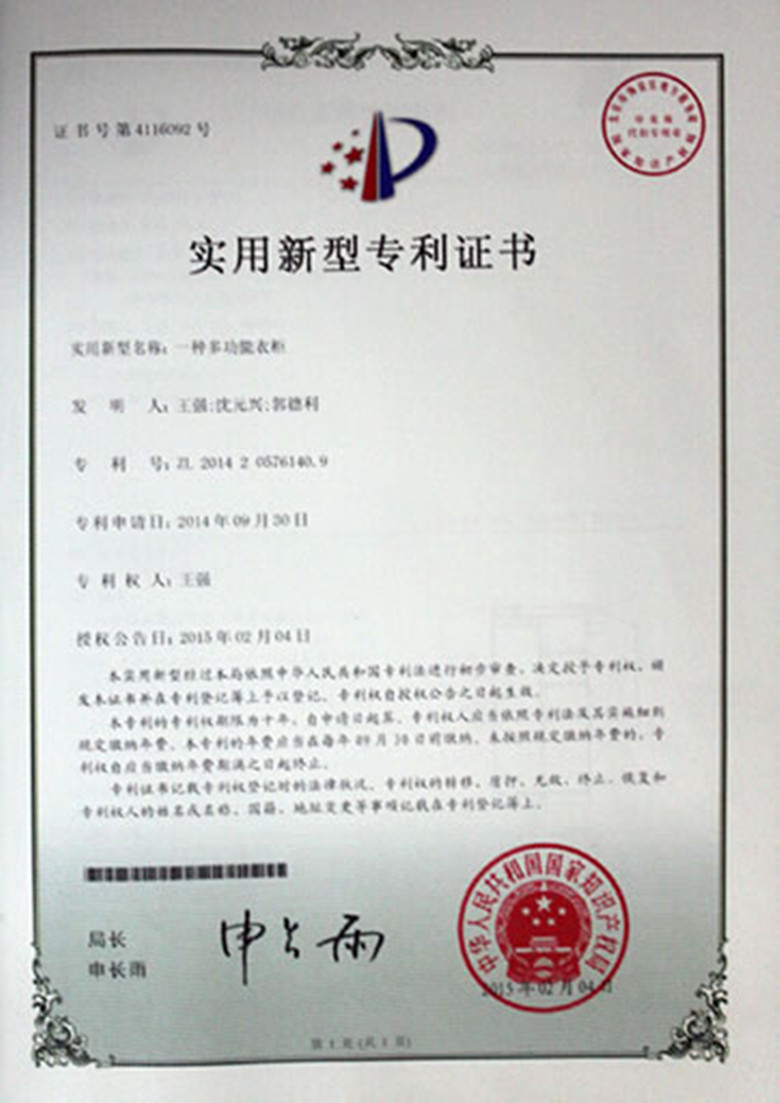 证书号第4116092号
实用新型专利证书
实用新型名称：一种多功能衣柜
发 明 人：王强;沈元兴;郭德利
专 利 号：ZL 2014 2 0576140.9
专利申请日：2014年09月30日
专 利 权 人：王强
授权公告日：2015年02月04日
本实用新型经过本局依照中华人民共和国专利法进行初步审查，决定授予专利权，颁
发本证书并在专利登记簿上予以登记。专利权自授权公告之日起生效。
本专利的专利权期限为十年，自申请日起算。专利权人应当依照专利法及其实施细则
规定缴纳年费。本专利的年费应当在每年09月30日前缴纳。未按照规定缴纳年费的，专
利权自应当缴纳年费期满之日起终止。
专利证书记载专利权登记时的法律状况。专利权的转移、质押、无效、终止、恢复和
专利权人的姓名或名称、国籍、地址变更等事项记载在专利登记簿上。
局长
申长雨
申长雨
中华人民共和国国家知识产权局
2015年02月04日
第1页(共1页)